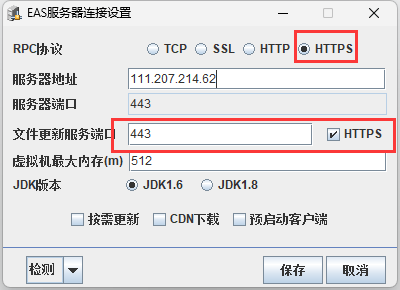 EAS服务器连接设置
RPC协议 TCP SSL HTTP HTTPS
服务器地址 111.207.214.62
服务器端口 443
文件更新服务端口 443 HTTPS
虚拟机最大内存(m) 512
JDK版本 JDK1.6 JDK1.8
按需更新 CDN下载 预启动客户端
检测 保存 取消